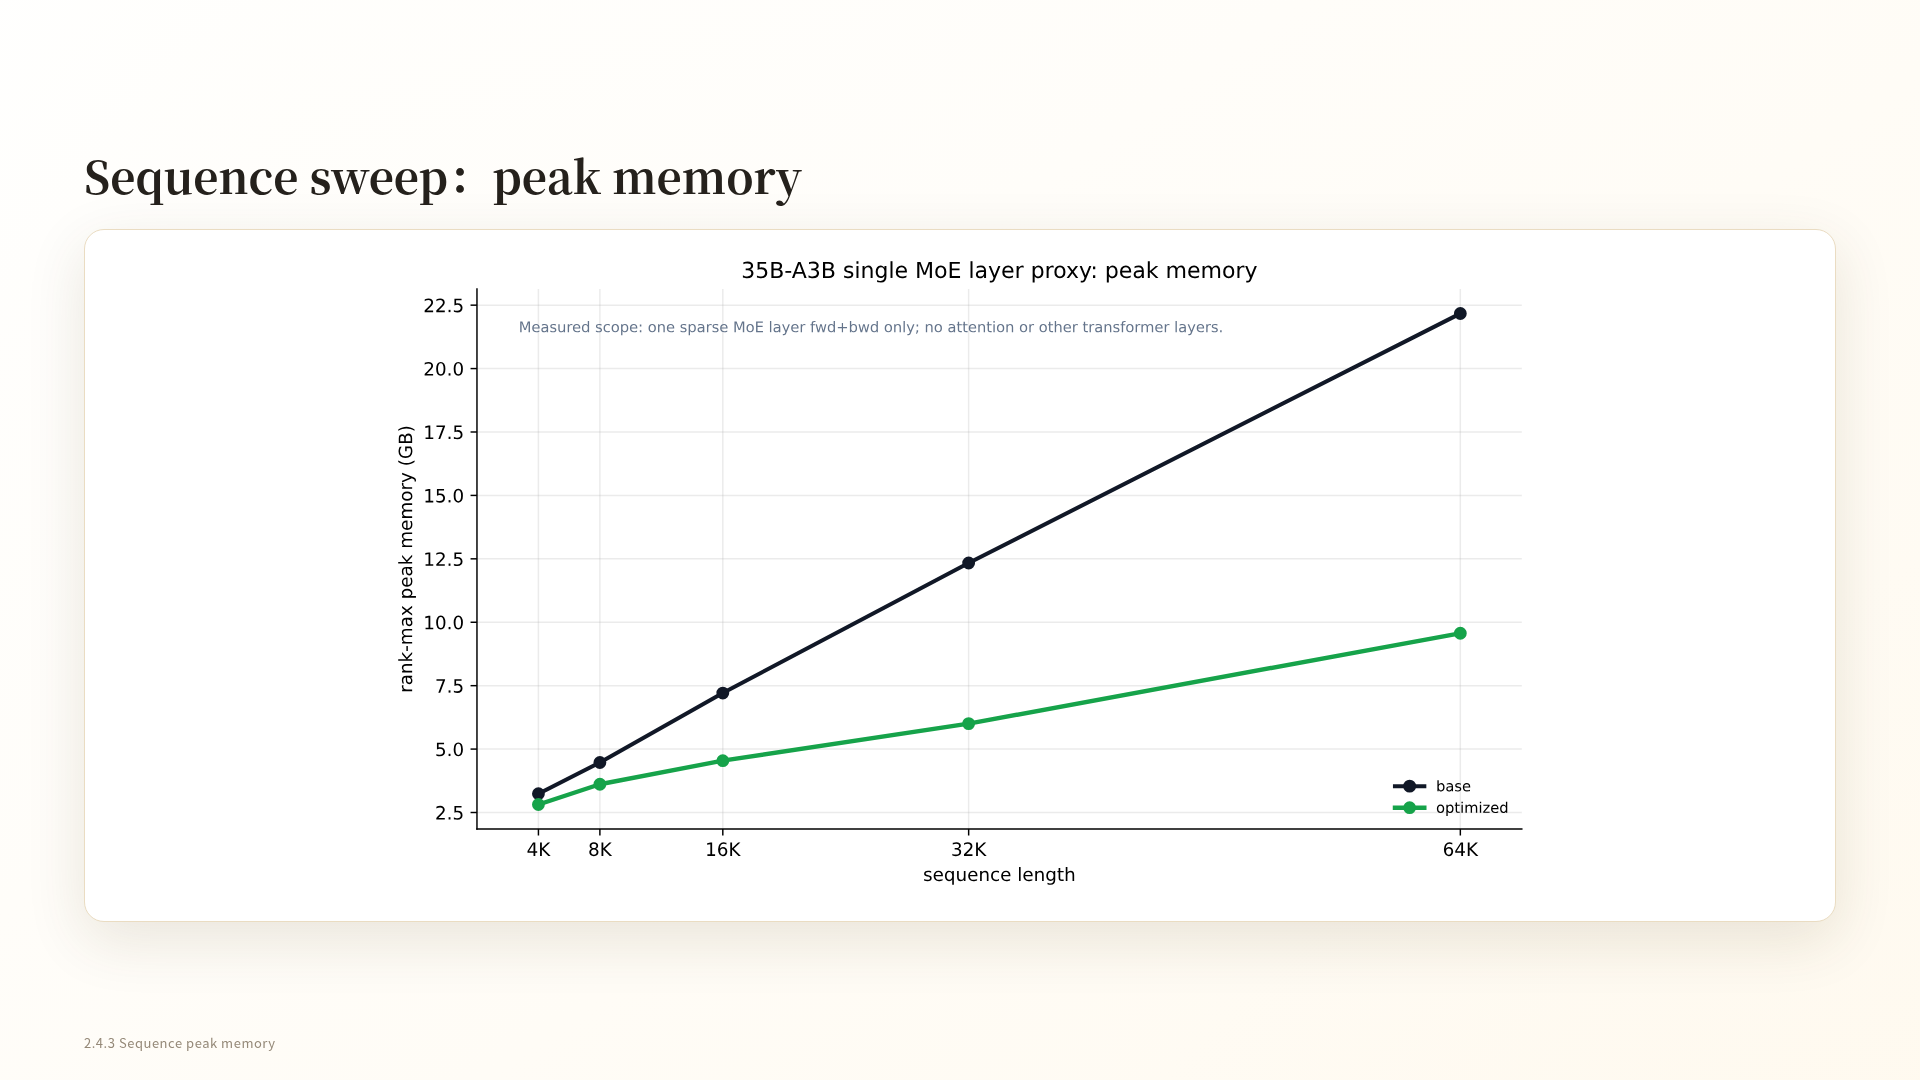 Sequence sweep：peak memory
35B-A3B single MoE layer proxy: peak memory
Measured scope: one sparse MoE layer fwd+bwd only; no attention or other transformer layers.
rank-max peak memory (GB)
22.5
20.0
17.5
15.0
12.5
10.0
7.5
5.0
2.5
base
optimized
4K 8K 16K 32K 64K
sequence length
2.4.3 Sequence peak memory